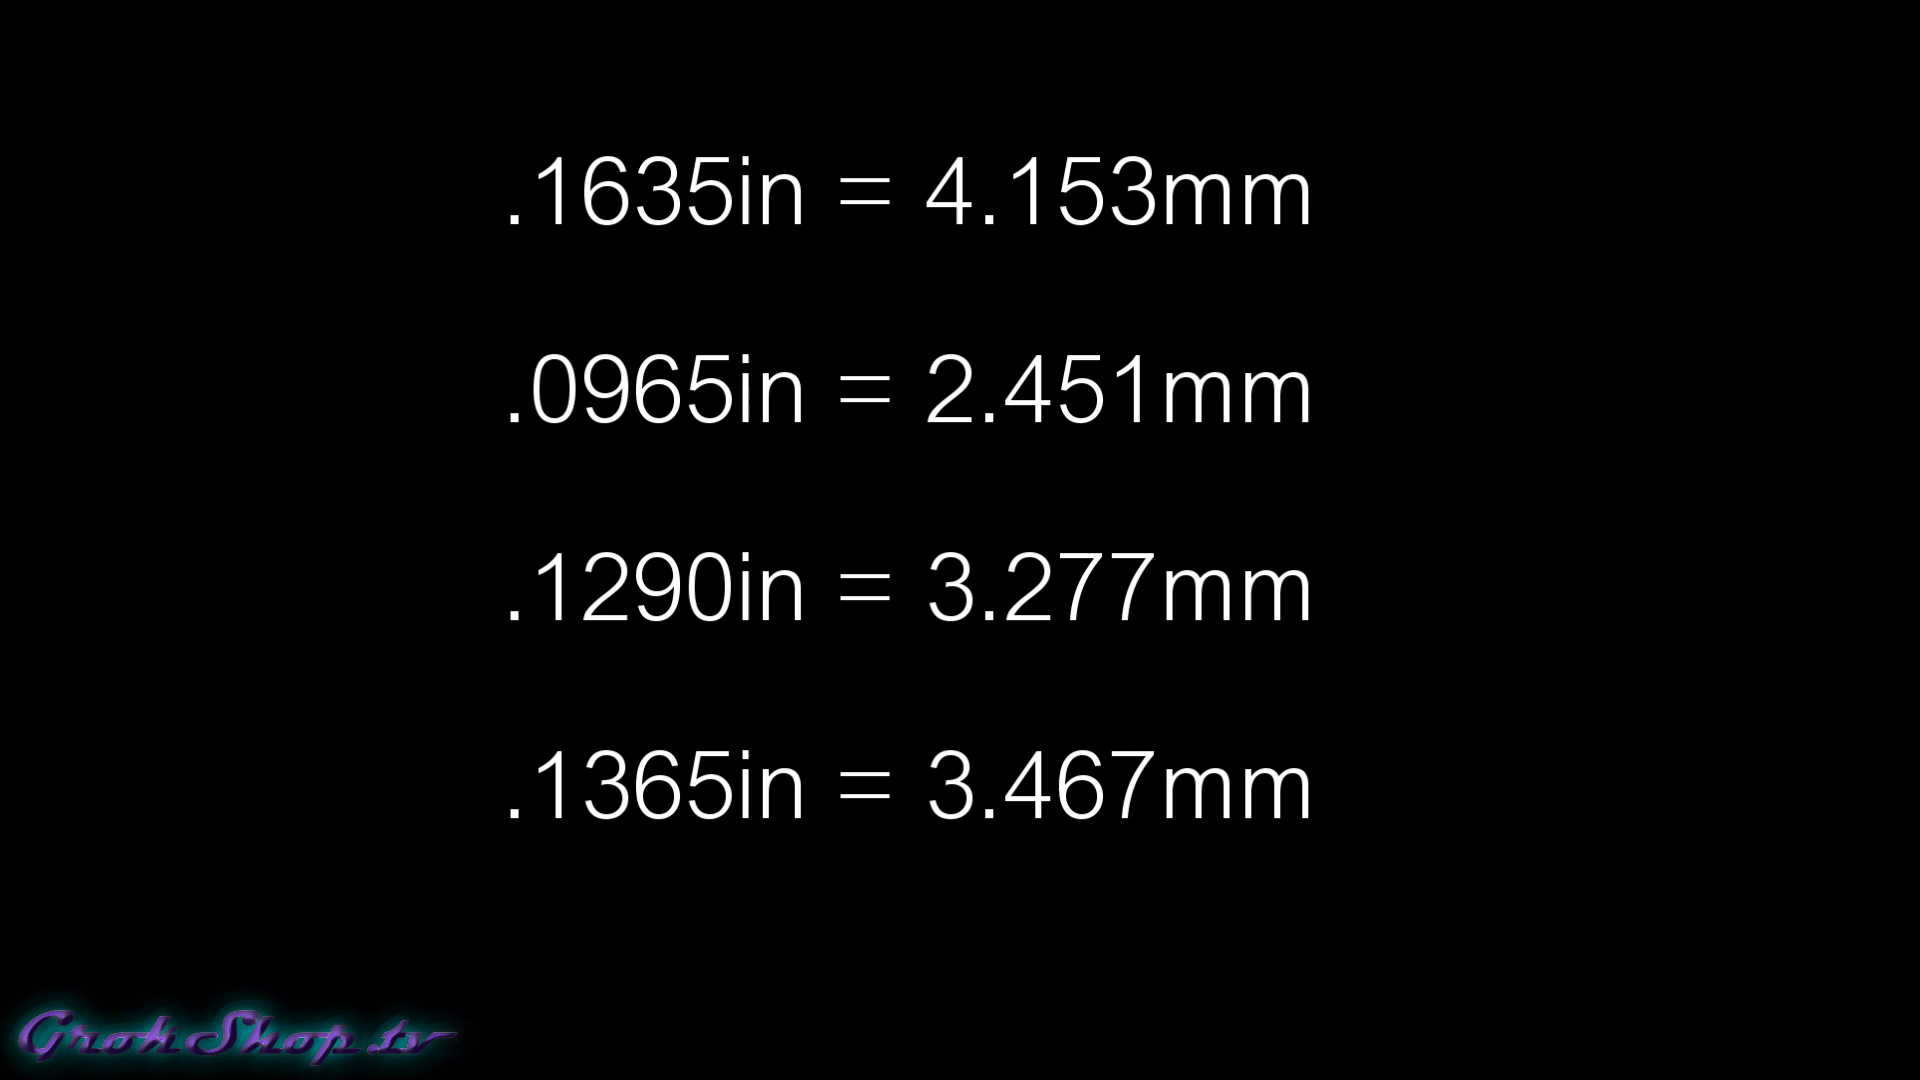 .1635in = 4.153mm
.0965in = 2.451mm
.1290in = 3.277mm
.1365in = 3.467mm
GrokShop.tv